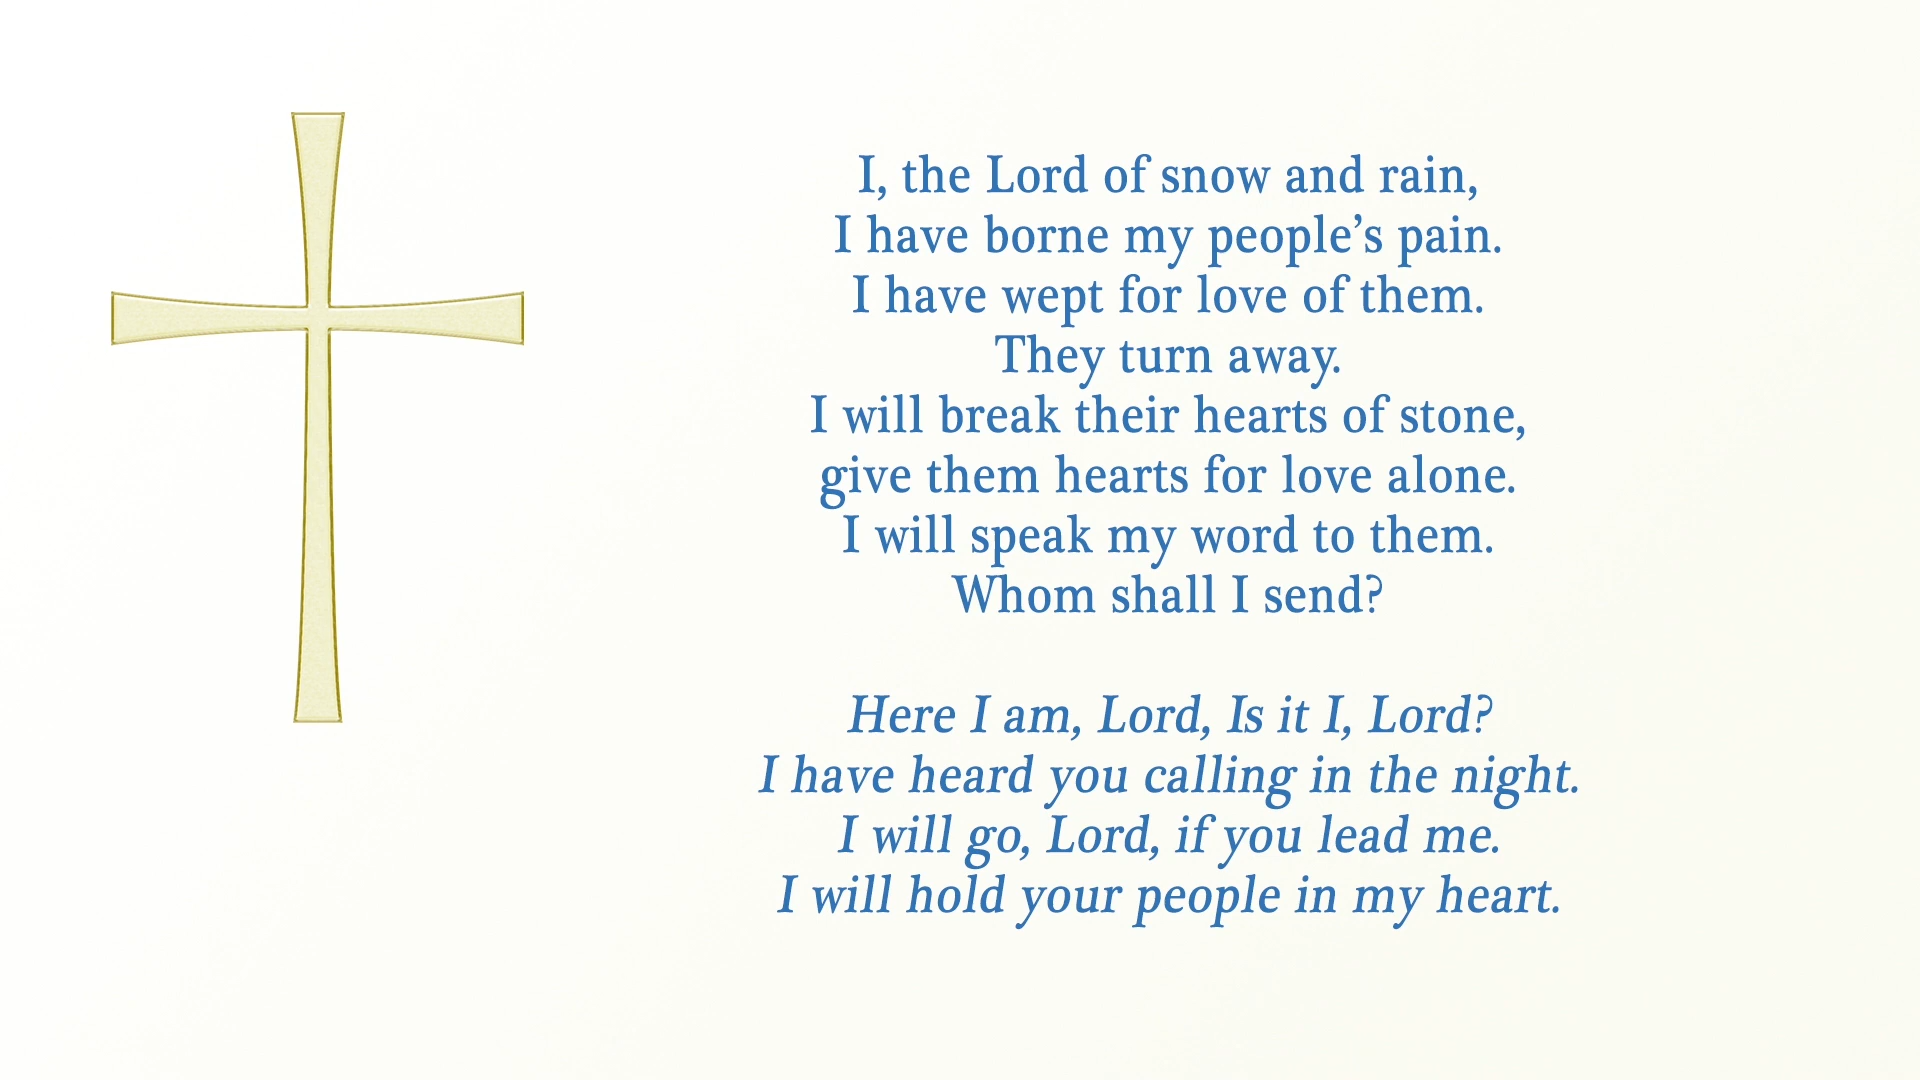 I, the Lord of snow and rain,
I have borne my people’s pain.
I have wept for love of them.
They turn away.
I will break their hearts of stone,
give them hearts for love alone.
I will speak my word to them.
Whom shall I send?
Here I am, Lord, Is it I, Lord?
I have heard you calling in the night.
I will go, Lord, if you lead me.
I will hold your people in my heart.